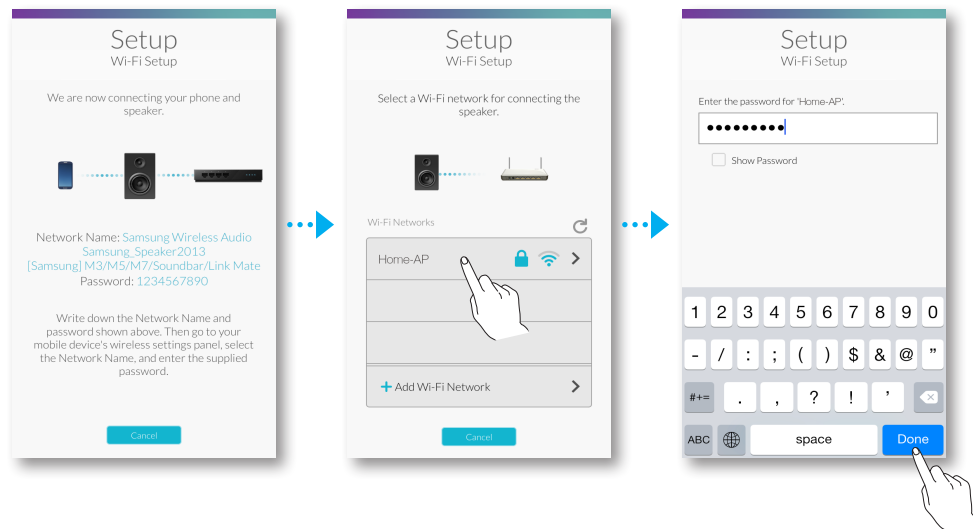 Setup
Wi-Fi Setup
We are now connecting your phone and
speaker.
Network Name: Samsung Wireless Audio
Samsung_Speaker2013
[Samsung] M3/M5/M7/Soundbar/Link Mate
Password: 1234567890
Write down the Network Name and
password shown above. Then go to your
mobile device's wireless settings panel, select
the Network Name, and enter the supplied
password.
Cancel
Setup
Wi-Fi Setup
Select a Wi-Fi network for connecting the
speaker.
Wi-Fi Networks
Home-AP
+ Add Wi-Fi Network
Cancel
Setup
Wi-Fi Setup
Enter the password for 'Home-AP'.
●●●●●●●●●
Show Password
1 2 3 4 5 6 7 8 9 0
- / : ; ( ) $ & @ ”
#+= . , ? ! ’
ABC space Done